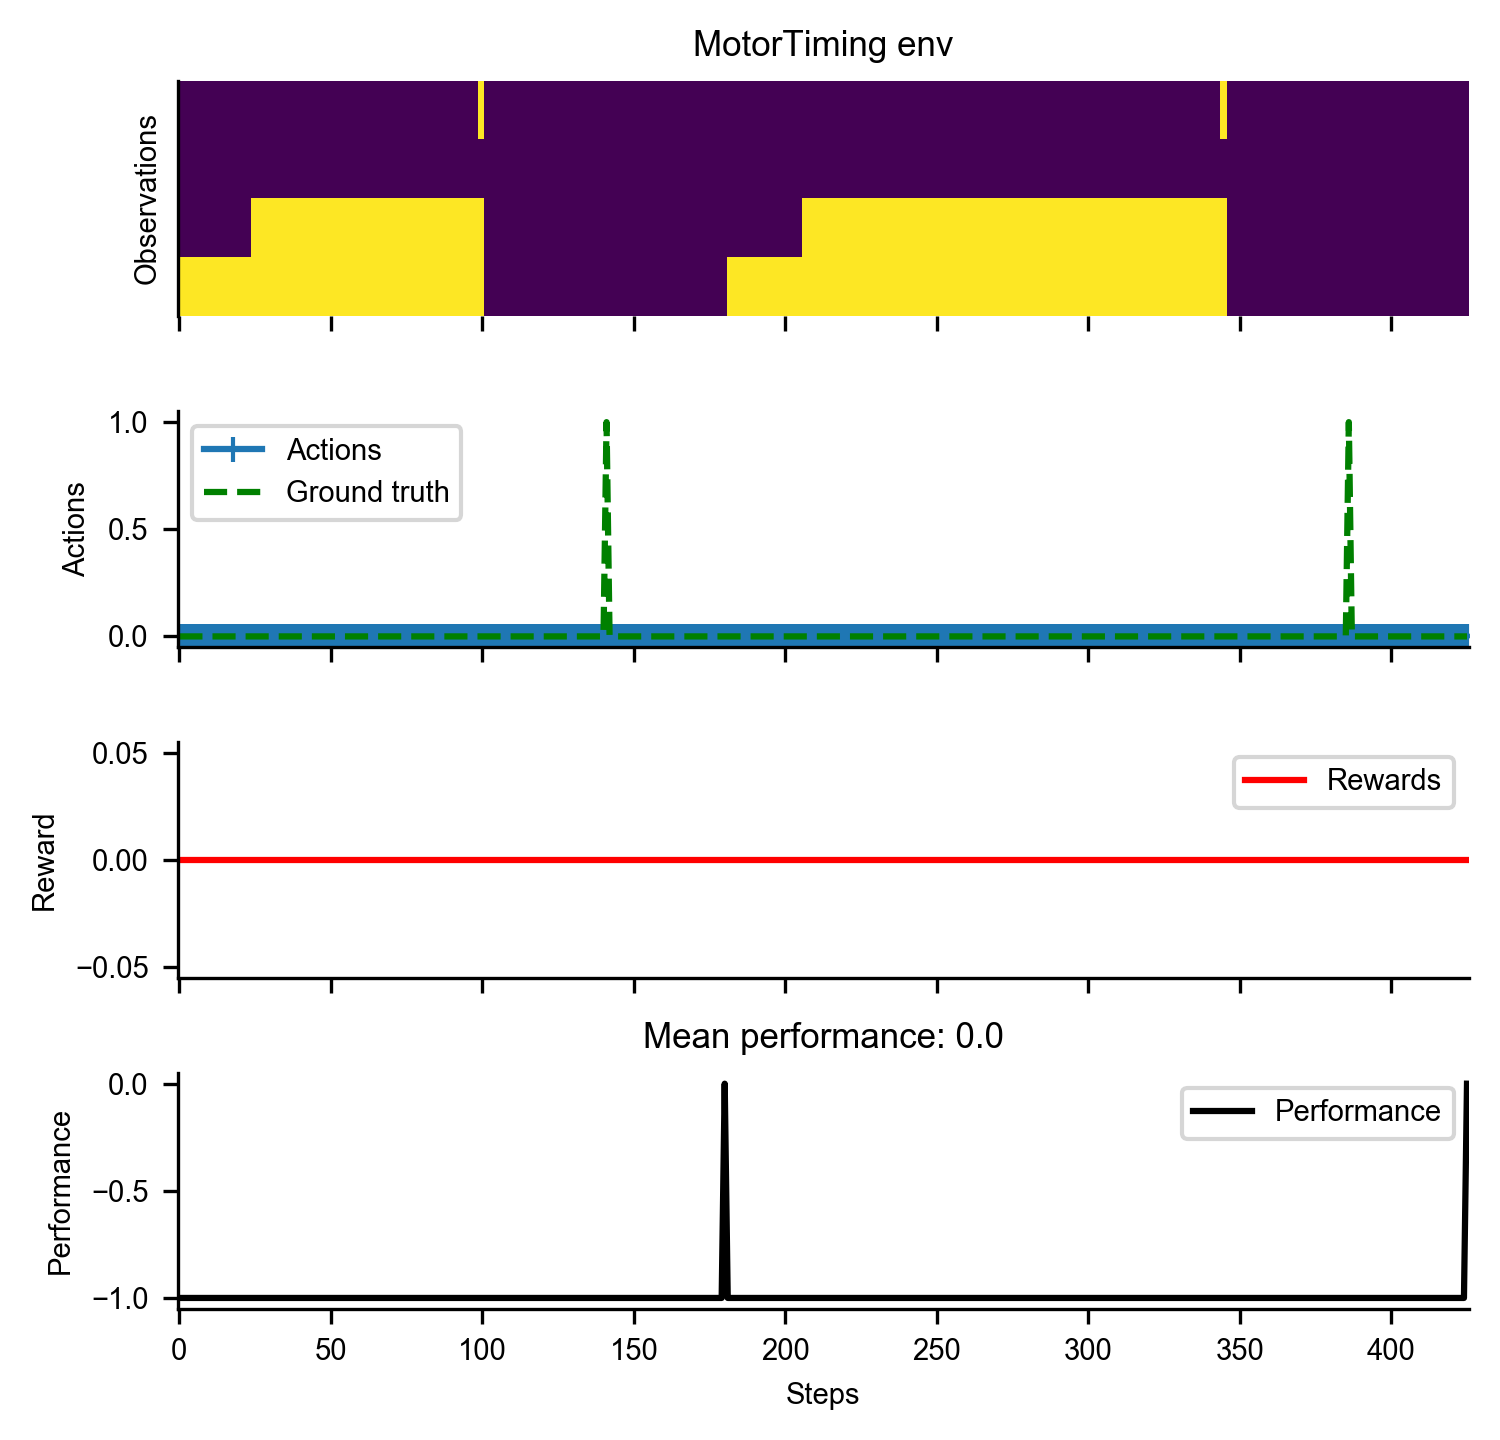 MotorTiming env
Observations
1.0
0.5
0.0
Actions
Actions
Ground truth
0
50
100
150
200
250
300
350
400
0.05
0.00
−0.05
Reward
Rewards
Mean performance: 0.0
0.0
−0.5
−1.0
Performance
Performance
Steps